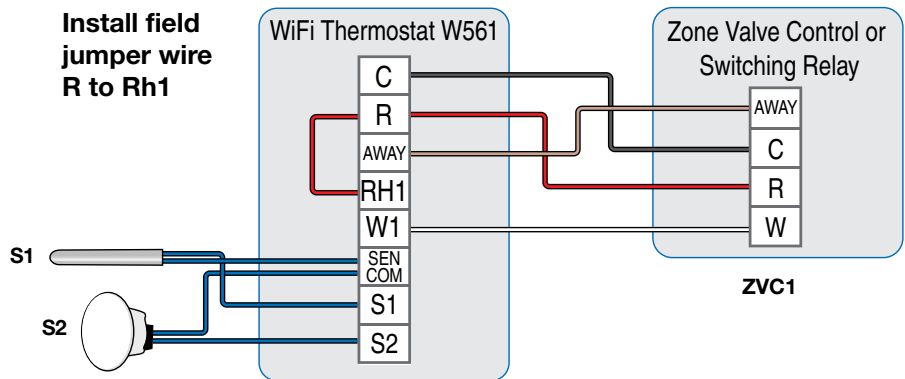 Install field
jumper wire
R to Rh1
WiFi Thermostat W561
C
R
AWAY
RH1
W1
SEN
COM
S1
S2
Zone Valve Control or
Switching Relay
AWAY
C
R
W
ZVC1
S1
S2